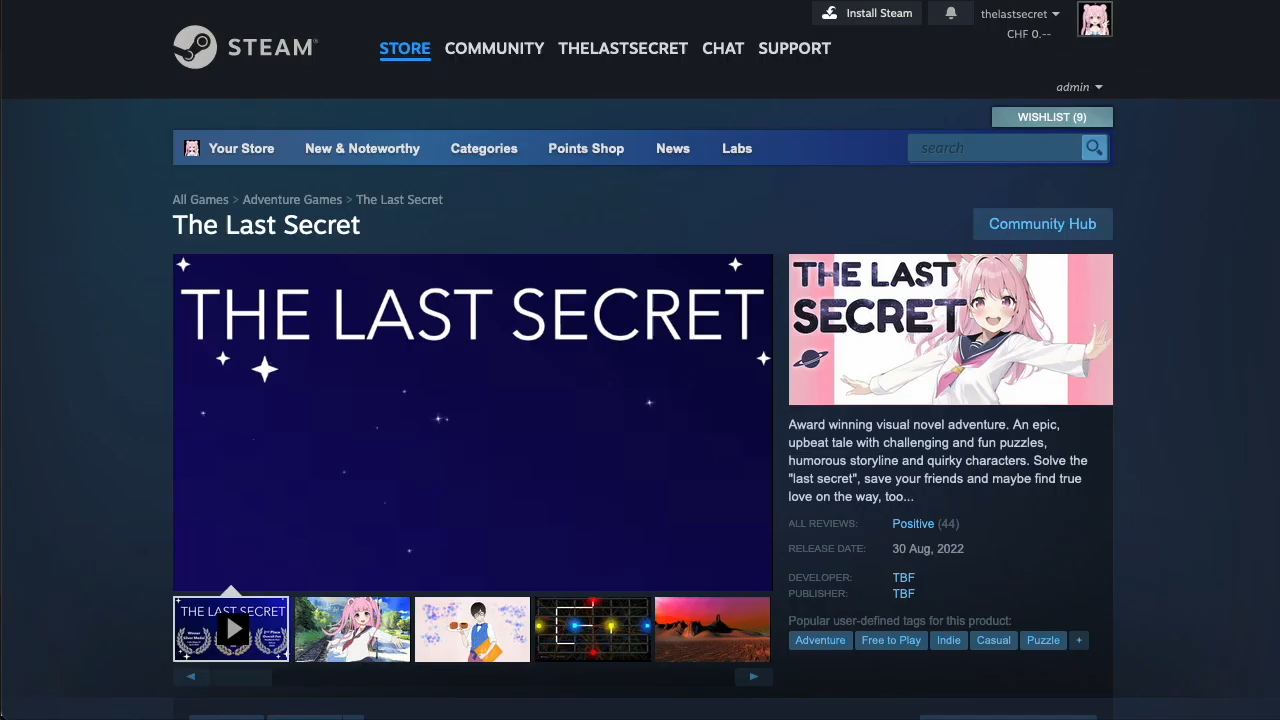 Install Steam
thelastsecret
CHF 0.--
STEAM®
STORE COMMUNITY THELASTSECRET CHAT SUPPORT
admin
WISHLIST (9)
Your Store New & Noteworthy Categories Points Shop News Labs
search
All Games > Adventure Games > The Last Secret
The Last Secret
Community Hub
THE LAST SECRET
THE LAST
SECRET
Award winning visual novel adventure. An epic,
upbeat tale with challenging and fun puzzles,
humorous storyline and quirky characters. Solve the
"last secret", save your friends and maybe find true
love on the way, too...
ALL REVIEWS: Positive (44)
RELEASE DATE: 30 Aug, 2022
DEVELOPER: TBF
PUBLISHER: TBF
Popular user-defined tags for this product:
Adventure Free to Play Indie Casual Puzzle +
THE LAST SECRET